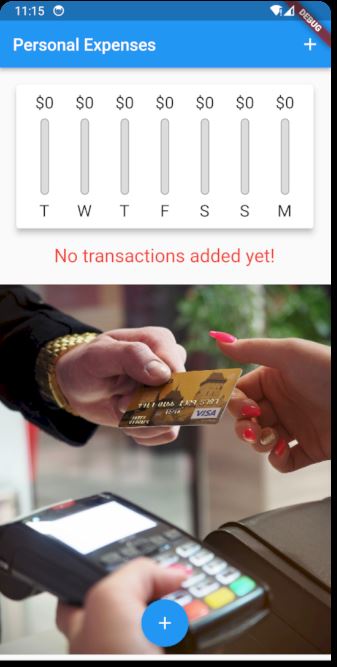 11:15
DEBUG
Personal Expenses +
$0 $0 $0 $0 $0 $0 $0
T W T F S S M
No transactions added yet!
VISA
+